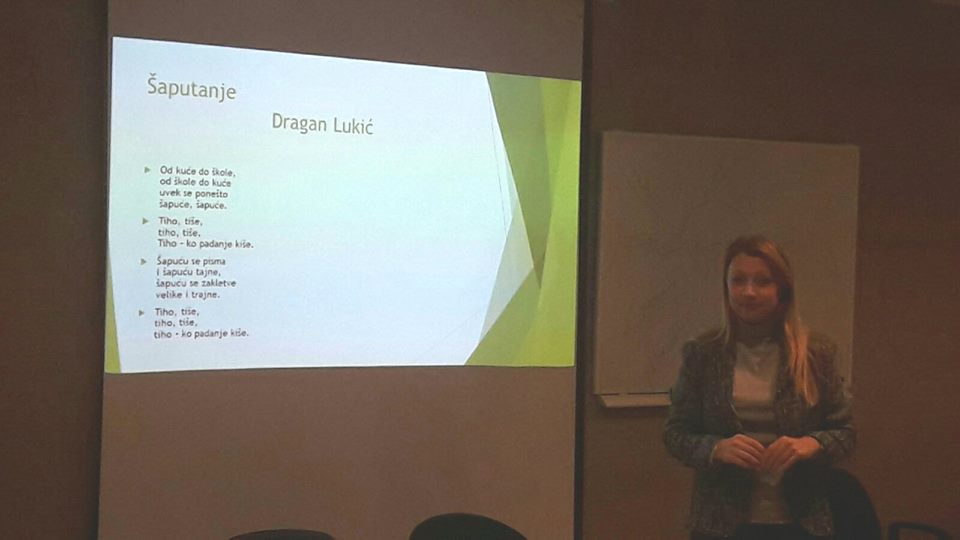 Šaputanje
Dragan Lukić
Od kuće do škole,
od škole do kuće
uvek se ponešto
šapuće, šapuće.
Tiho, tiše,
tiho, tiše.
Tiho - ko padanje kiše.
Šapuću se pisma
i šapuću tajne,
šapuću se zakletve
velike i trajne.
Tiho, tiše,
tiho, tiše,
tiho - ko padanje kiše.